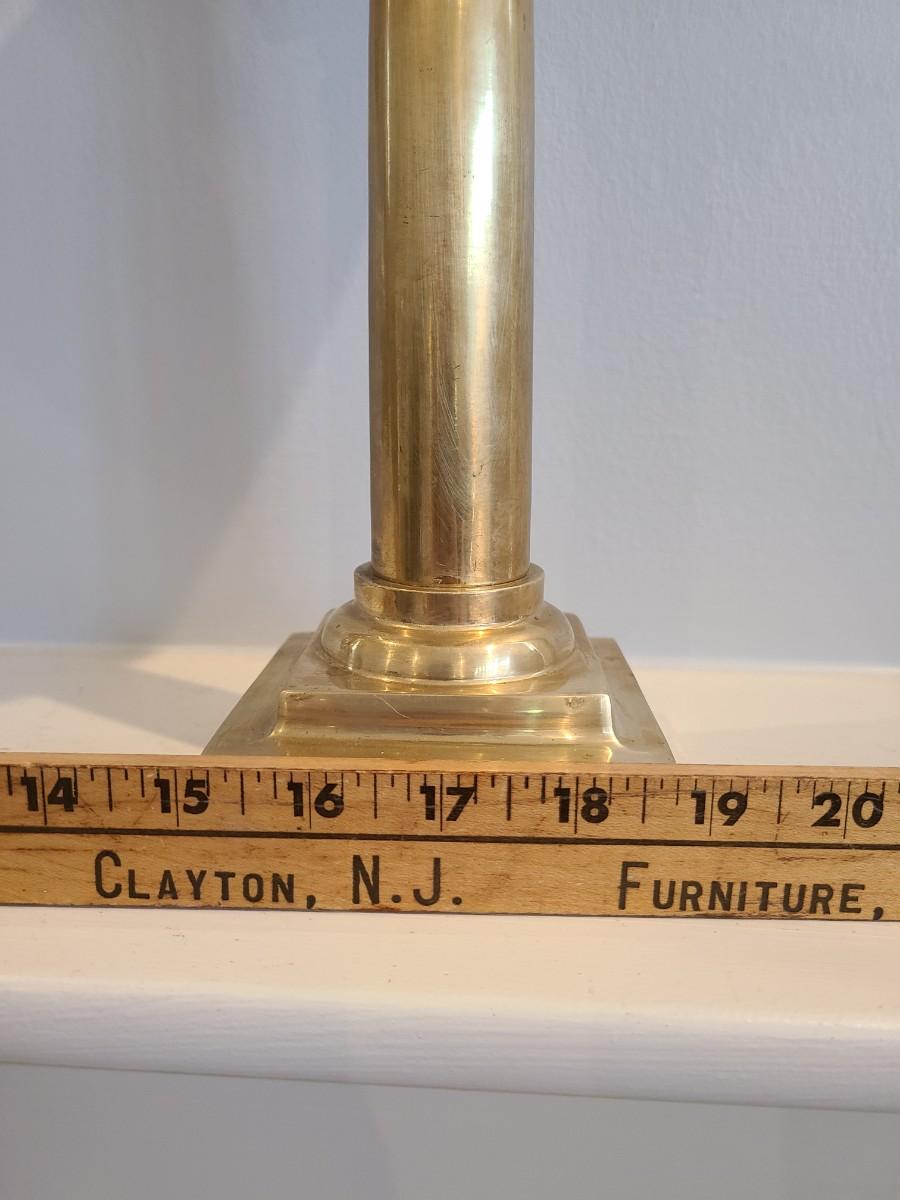 14 15 16 17 18 19 20
CLAYTON, N.J. FURNITURE,